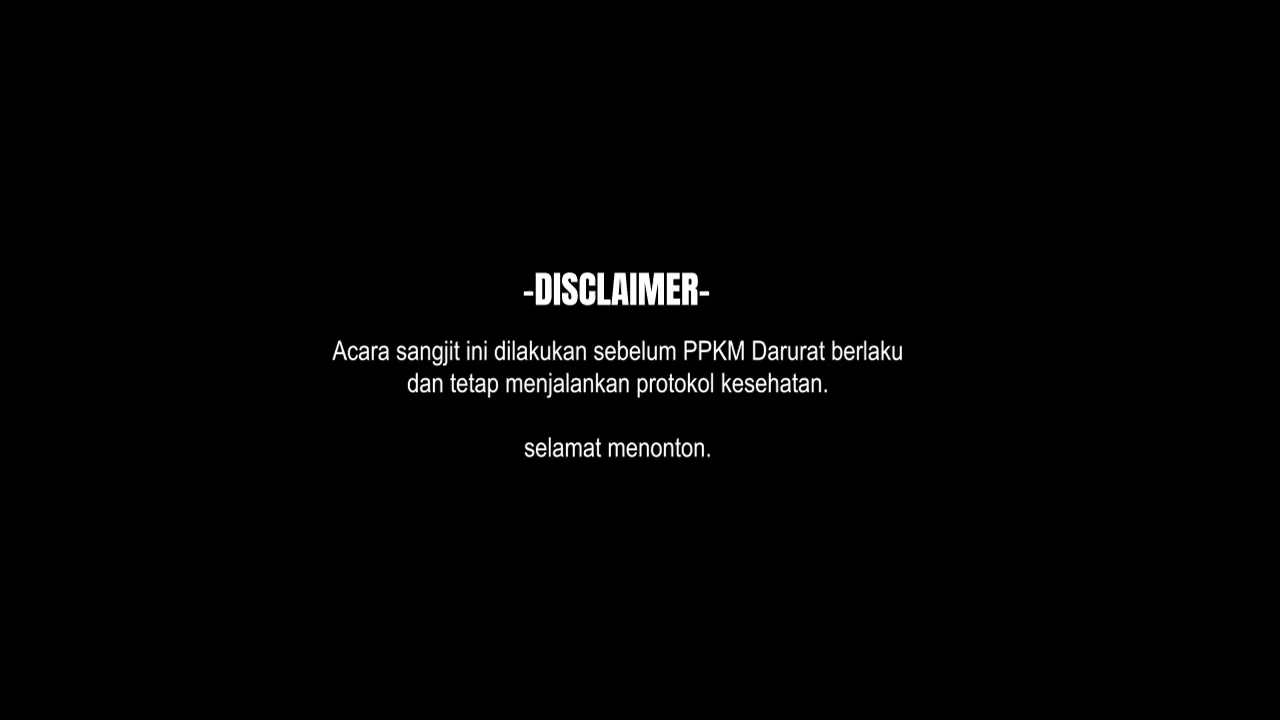 -DISCLAIMER-
Acara sangjit ini dilakukan sebelum PPKM Darurat berlaku
dan tetap menjalankan protokol kesehatan.
selamat menonton.